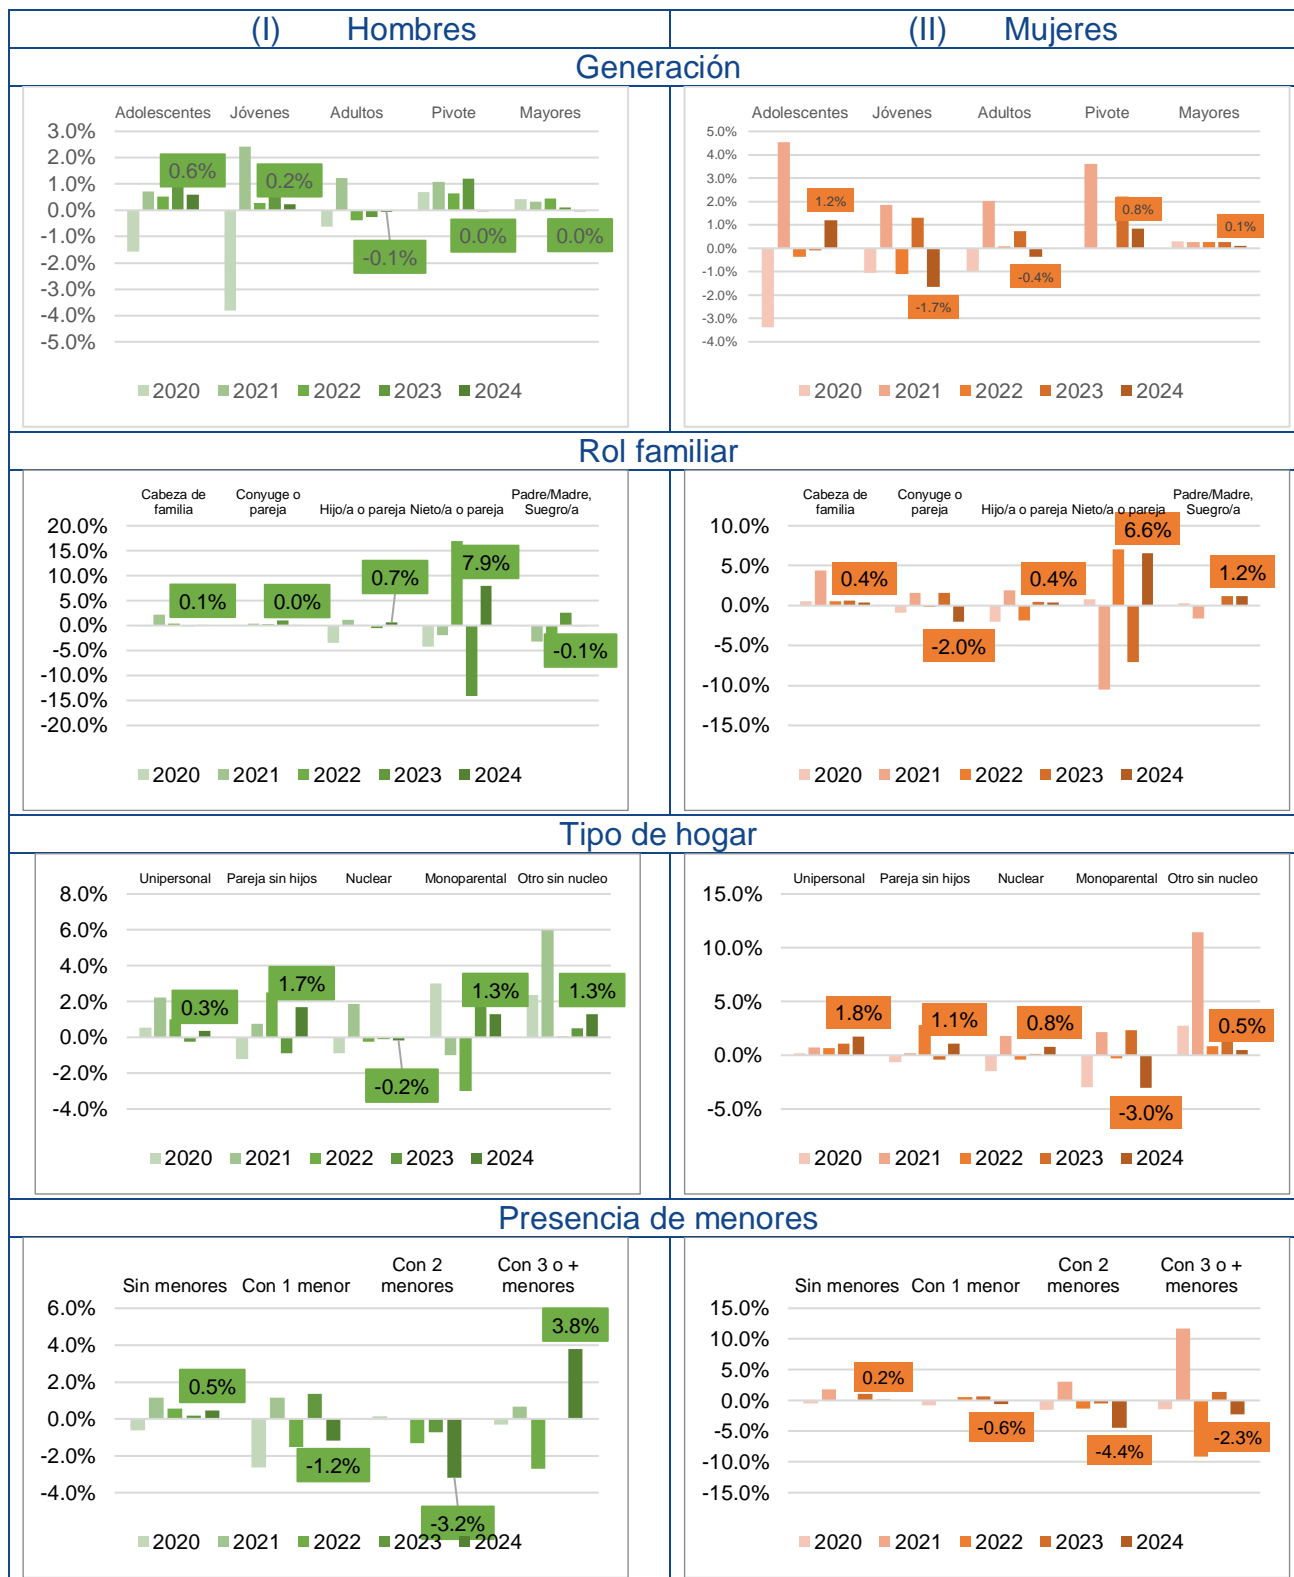 (I) Hombres
(II) Mujeres
Generación
Adolescentes Jóvenes Adultos Pivote Mayores
3.0%
2.0%
1.0%
0.0%
-1.0%
-2.0%
-3.0%
-4.0%
-5.0%
0.6%
0.2%
-0.1%
0.0%
0.0%
2020 2021 2022 2023 2024
Adolescentes Jóvenes Adultos Pivote Mayores
5.0%
4.0%
3.0%
2.0%
1.0%
0.0%
-1.0%
-2.0%
-3.0%
-4.0%
1.2%
-1.7%
-0.4%
0.8%
0.1%
2020 2021 2022 2023 2024
Rol familiar
Cabeza de familia
Conyuge o pareja
Hijo/a o pareja
Nieto/a o pareja
Padre/Madre, Suegro/a
20.0%
15.0%
10.0%
5.0%
0.0%
-5.0%
-10.0%
-15.0%
-20.0%
0.1%
0.0%
0.7%
7.9%
-0.1%
2020 2021 2022 2023 2024
Cabeza de familia
Conyuge o pareja
Hijo/a o pareja
Nieto/a o pareja
Padre/Madre, Suegro/a
10.0%
5.0%
0.0%
-5.0%
-10.0%
-15.0%
0.4%
-2.0%
0.4%
6.6%
1.2%
2020 2021 2022 2023 2024
Tipo de hogar
Unipersonal Pareja sin hijos Nuclear Monoparental Otro sin nucleo
8.0%
6.0%
4.0%
2.0%
0.0%
-2.0%
-4.0%
0.3%
1.7%
-0.2%
1.3%
1.3%
2020 2021 2022 2023 2024
Unipersonal Pareja sin hijos Nuclear Monoparental Otro sin nucleo
15.0%
10.0%
5.0%
0.0%
-5.0%
1.8%
1.1%
0.8%
-3.0%
0.5%
2020 2021 2022 2023 2024
Presencia de menores
Sin menores
Con 1 menor
Con 2 menores
Con 3 o + menores
6.0%
4.0%
2.0%
0.0%
-2.0%
-4.0%
0.5%
-1.2%
-3.2%
3.8%
2020 2021 2022 2023 2024
Sin menores
Con 1 menor
Con 2 menores
Con 3 o + menores
15.0%
10.0%
5.0%
0.0%
-5.0%
-10.0%
-15.0%
0.2%
-0.6%
-4.4%
-2.3%
2020 2021 2022 2023 2024